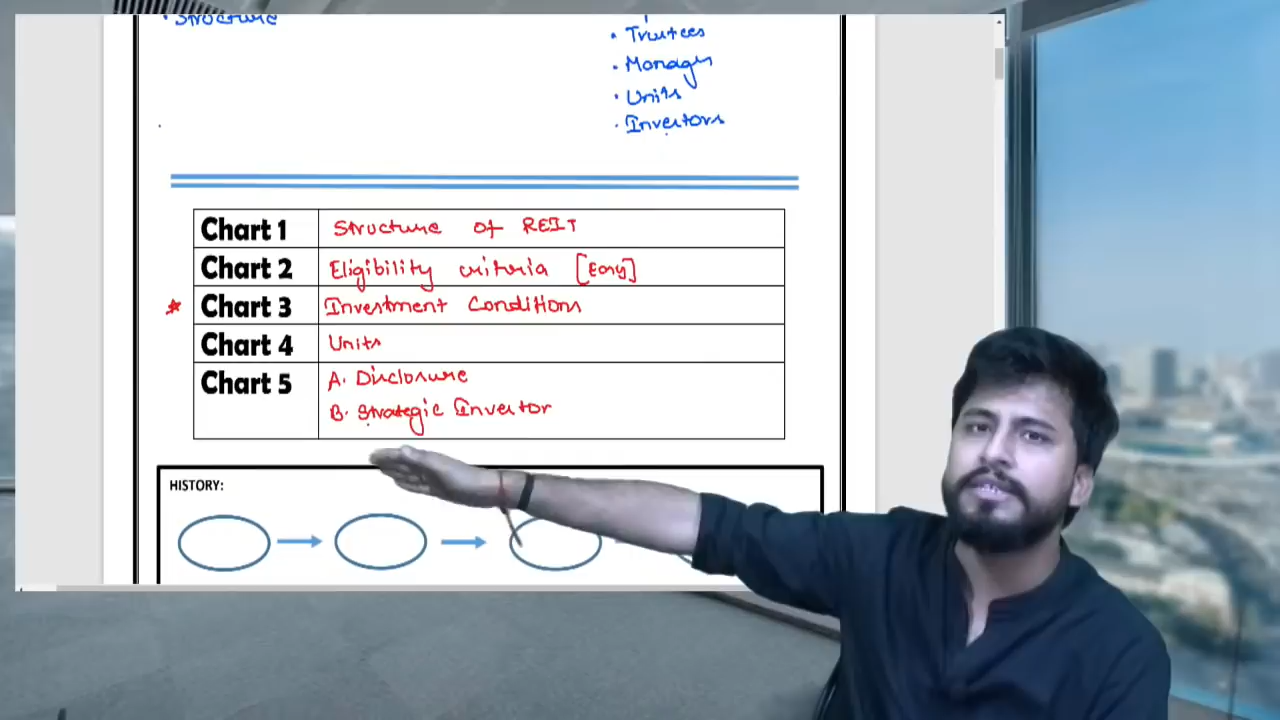 • Structure
• Trustees
• Manager
• Units
• Investors
Chart 1 Structure of REIT
Chart 2 Eligibility criteria [Easy]
* Chart 3 Investment Conditions
Chart 4 Units
Chart 5 A. Disclosure
B. Strategic Investor
HISTORY: